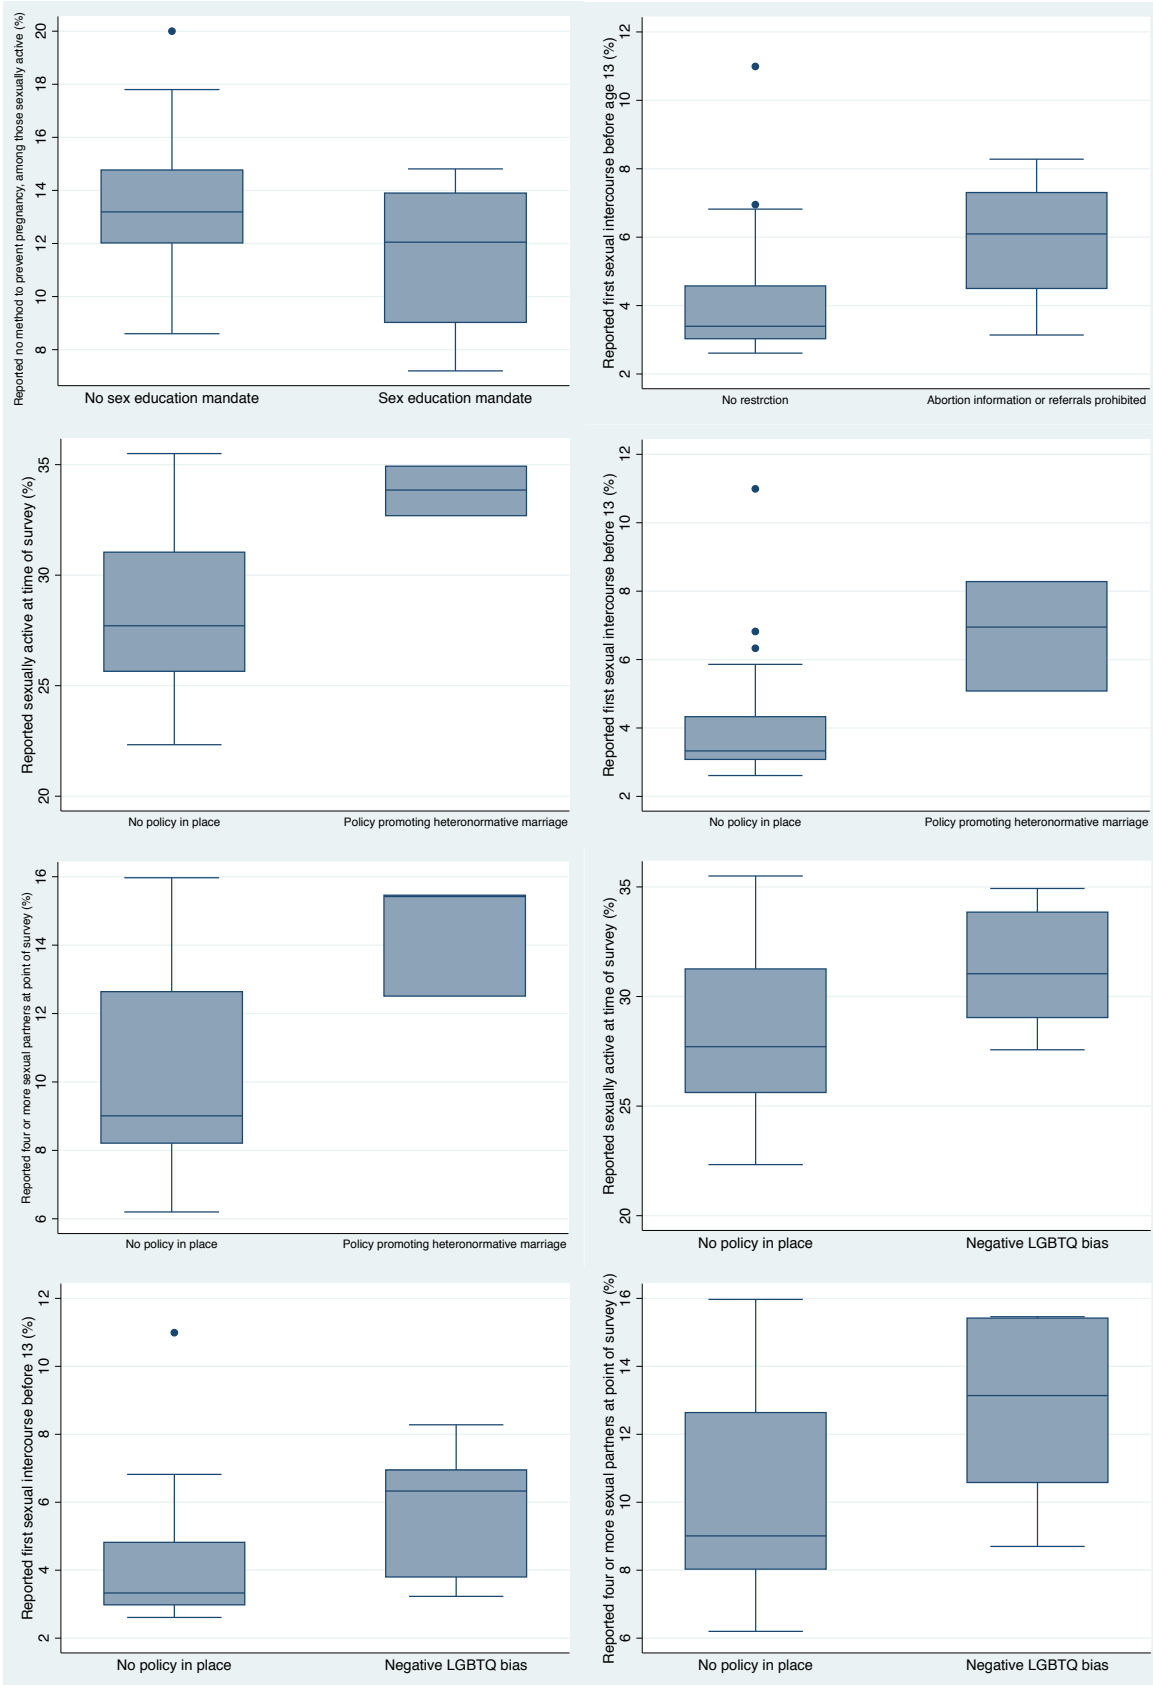 Reported no method to prevent pregnancy, among those sexually active (%)
20
18
16
14
12
10
8
No sex education mandate
Sex education mandate
Reported first sexual intercourse before age 13 (%)
12
10
8
6
4
2
No restrction
Abortion information or referrals prohibited
Reported sexually active at time of survey (%)
35
30
25
20
No policy in place
Policy promoting heteronormative marriage
Reported first sexual intercourse before 13 (%)
12
10
8
6
4
2
No policy in place
Policy promoting heteronormative marriage
Reported four or more sexual partners at point of survey (%)
16
14
12
10
8
6
No policy in place
Policy promoting heteronormative marriage
Reported sexually active at time of survey (%)
35
30
25
20
No policy in place
Negative LGBTQ bias
Reported first sexual intercourse before 13 (%)
12
10
8
6
4
2
No policy in place
Negative LGBTQ bias
Reported four or more sexual partners at point of survey (%)
16
14
12
10
8
6
No policy in place
Negative LGBTQ bias